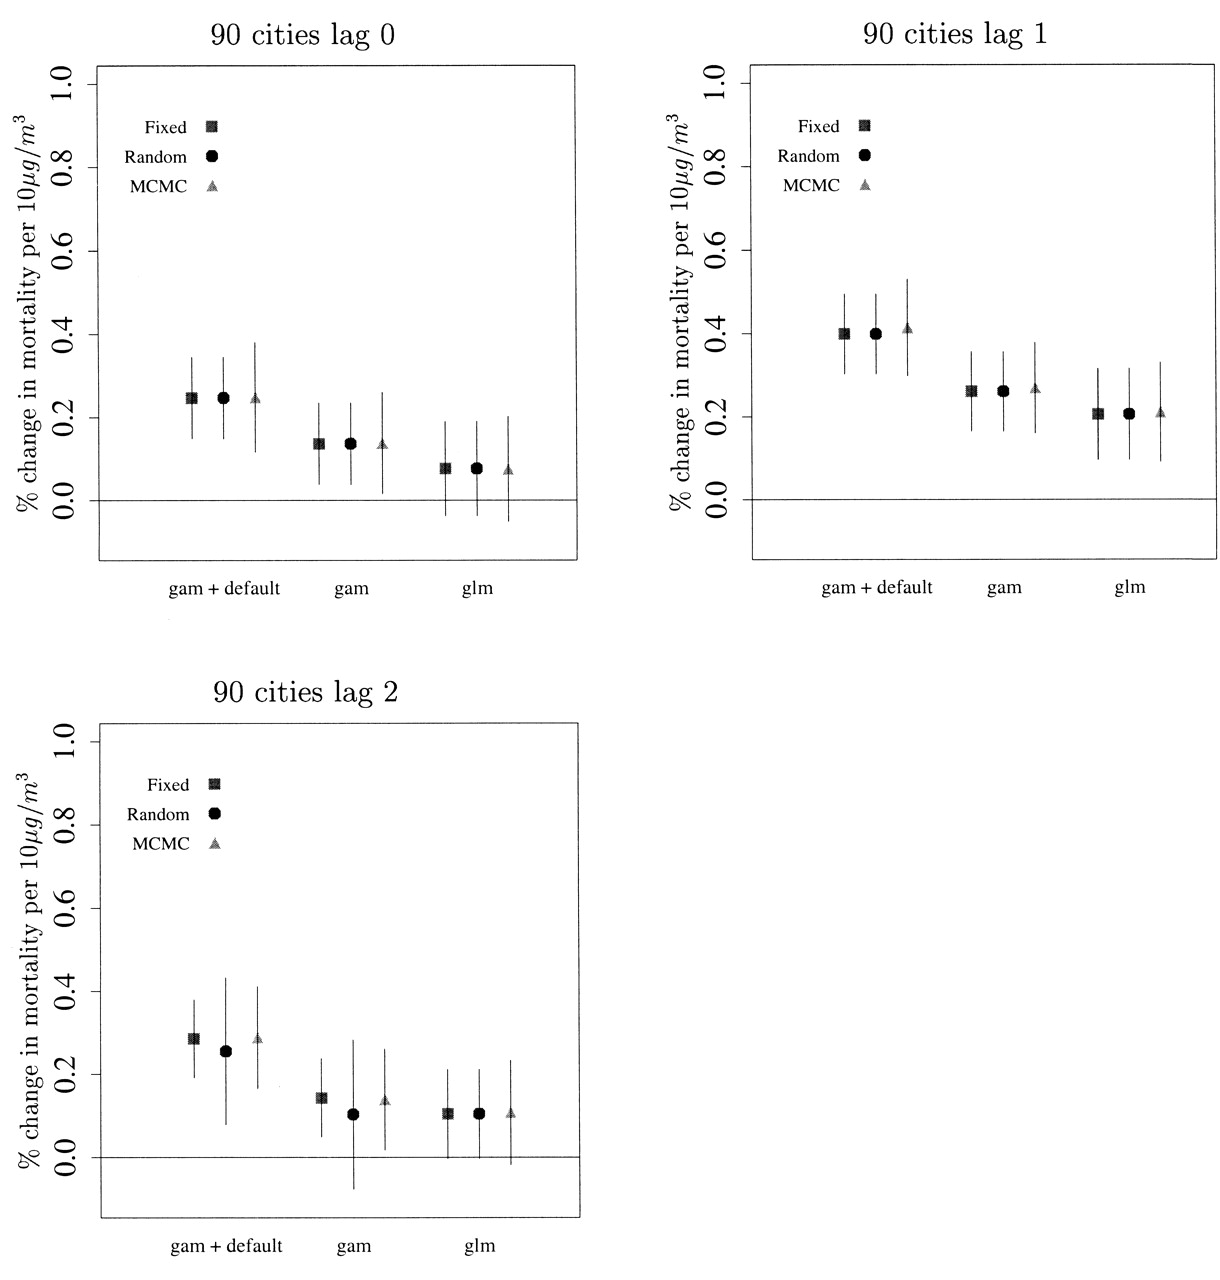 90 cities lag 0
% change in mortality per 10μg/m³
1.0
0.8
0.6
0.4
0.2
0.0
Fixed
Random
MCMC
gam + default gam glm
90 cities lag 1
% change in mortality per 10μg/m³
1.0
0.8
0.6
0.4
0.2
0.0
Fixed
Random
MCMC
gam + default gam glm
90 cities lag 2
% change in mortality per 10μg/m³
1.0
0.8
0.6
0.4
0.2
0.0
Fixed
Random
MCMC
gam + default gam glm